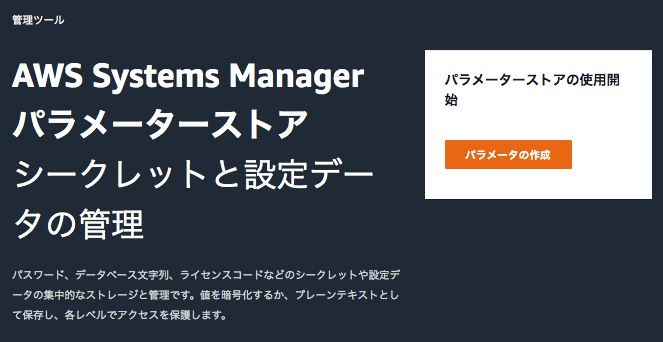 管理ツール
AWS Systems Manager
パラメーターストア
シークレットと設定デー
タの管理
パスワード、データベース文字列、ライセンスコードなどのシークレットや設定デ
ータの集中的なストレージと管理です。値を暗号化するか、プレーンテキストとし
て保存し、各レベルでアクセスを保護します。
パラメーターストアの使用開
始
パラメータの作成